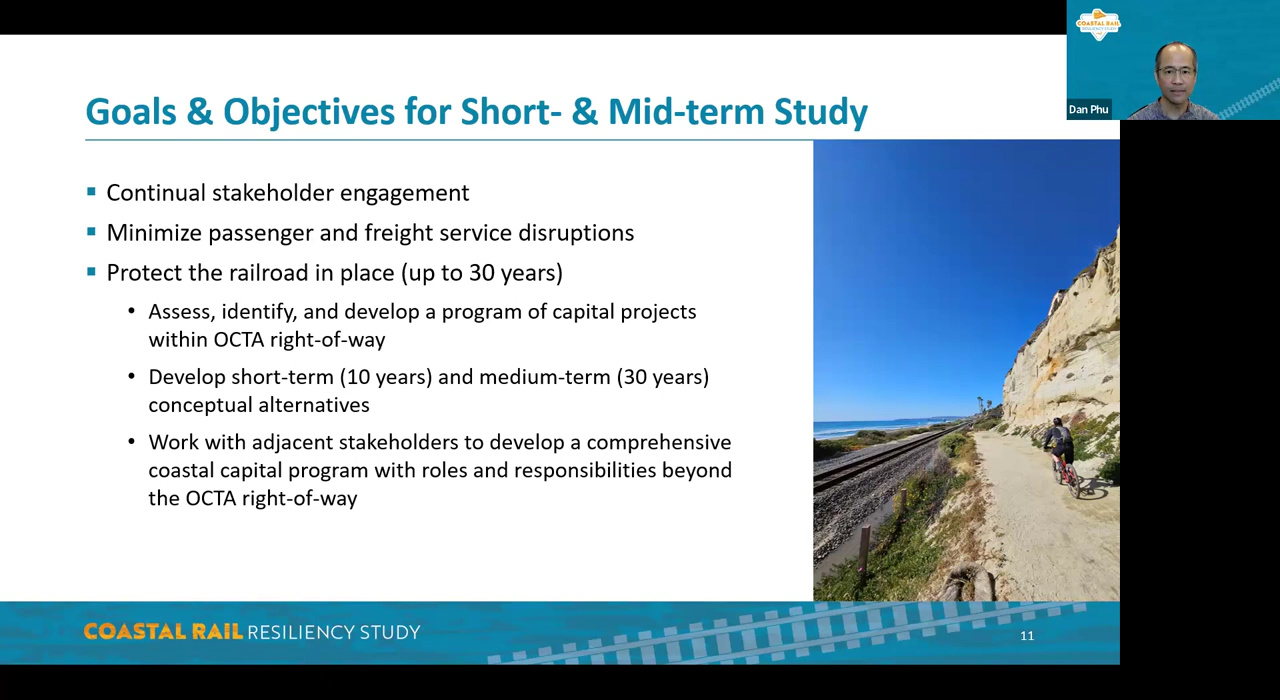 COASTAL RAIL
RESILIENCY STUDY
Dan Phu
Goals & Objectives for Short- & Mid-term Study
Continual stakeholder engagement
Minimize passenger and freight service disruptions
Protect the railroad in place (up to 30 years)
Assess, identify, and develop a program of capital projects
within OCTA right-of-way
Develop short-term (10 years) and medium-term (30 years)
conceptual alternatives
Work with adjacent stakeholders to develop a comprehensive
coastal capital program with roles and responsibilities beyond
the OCTA right-of-way
COASTAL RAIL RESILIENCY STUDY
11